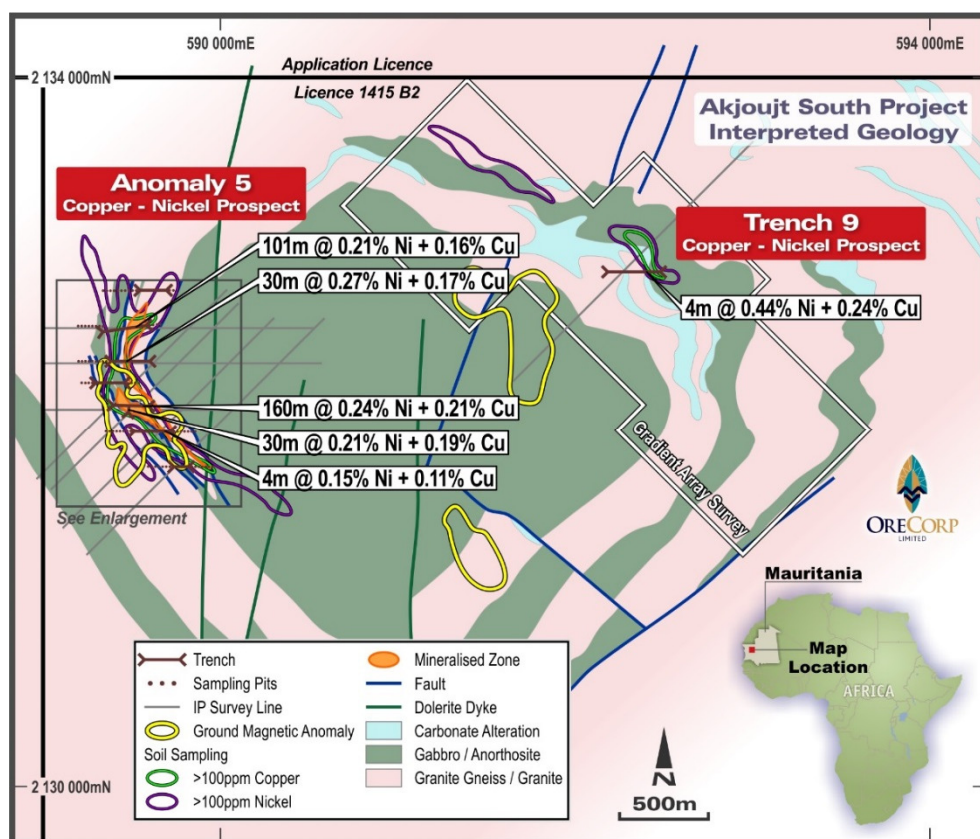 590 000mE
594 000mE
2 134 000mN
Application Licence
Licence 1415 B2
Akjoujt South Project
Interpreted Geology
Anomaly 5
Copper - Nickel Prospect
Trench 9
Copper - Nickel Prospect
101m @ 0.21% Ni + 0.16% Cu
30m @ 0.27% Ni + 0.17% Cu
4m @ 0.44% Ni + 0.24% Cu
160m @ 0.24% Ni + 0.21% Cu
30m @ 0.21% Ni + 0.19% Cu
4m @ 0.15% Ni + 0.11% Cu
See Enlargement
Gradient Array Survey
ORECORP
LIMITED
Mauritania
Map
Location
AFRICA
Trench
Sampling Pits
IP Survey Line
Ground Magnetic Anomaly
Soil Sampling
>100ppm Copper
>100ppm Nickel
Mineralised Zone
Fault
Dolerite Dyke
Carbonate Alteration
Gabbro / Anorthosite
Granite Gneiss / Granite
N
500m
2 130 000mN